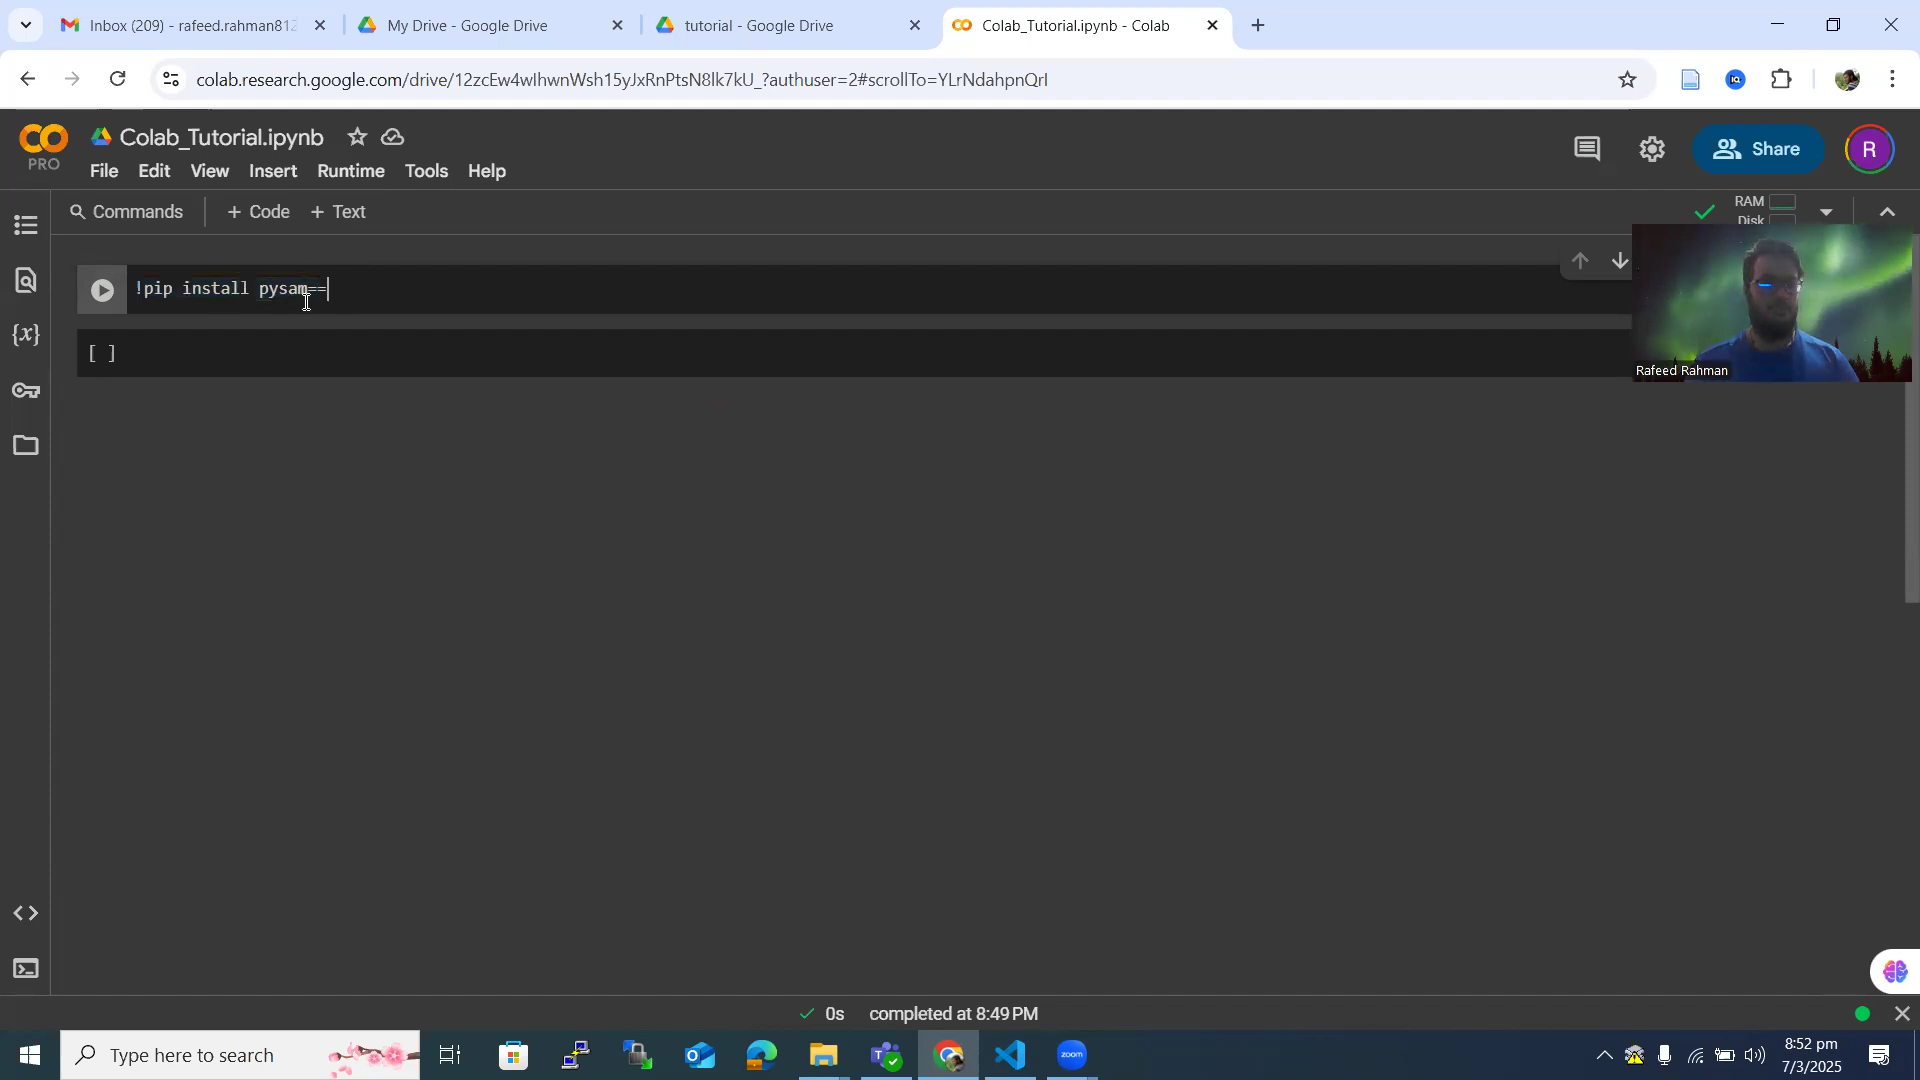 Inbox (209) - rafeed.rahman812
My Drive - Google Drive
tutorial - Google Drive
Colab_Tutorial.ipynb - Colab
colab.research.google.com/drive/12zcEw4wIhwnWsh15yJxRnPtsN8lk7kU_?authuser=2#scrollTo=YLrNdahpnQrI
PRO
Colab_Tutorial.ipynb
Share
R
File Edit View Insert Runtime Tools Help
Commands + Code + Text
RAM
Disk
!pip install pysam==
[ ]
Rafeed Rahman
0s completed at 8:49 PM
Type here to search
zoom
8:52 pm
7/3/2025